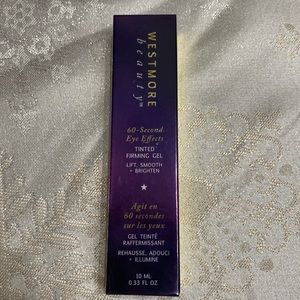 WESTMORE
beauty™
60-Second
Eye Effects
TINTED
FIRMING GEL
LIFT, SMOOTH
+ BRIGHTEN
Agit en
60 secondes
sur les yeux
GEL TEINTÉ
RAFFERMISSANT
REHAUSSE, ADOUCI
+ ILLUMINE
10 ML
0.33 FL OZ